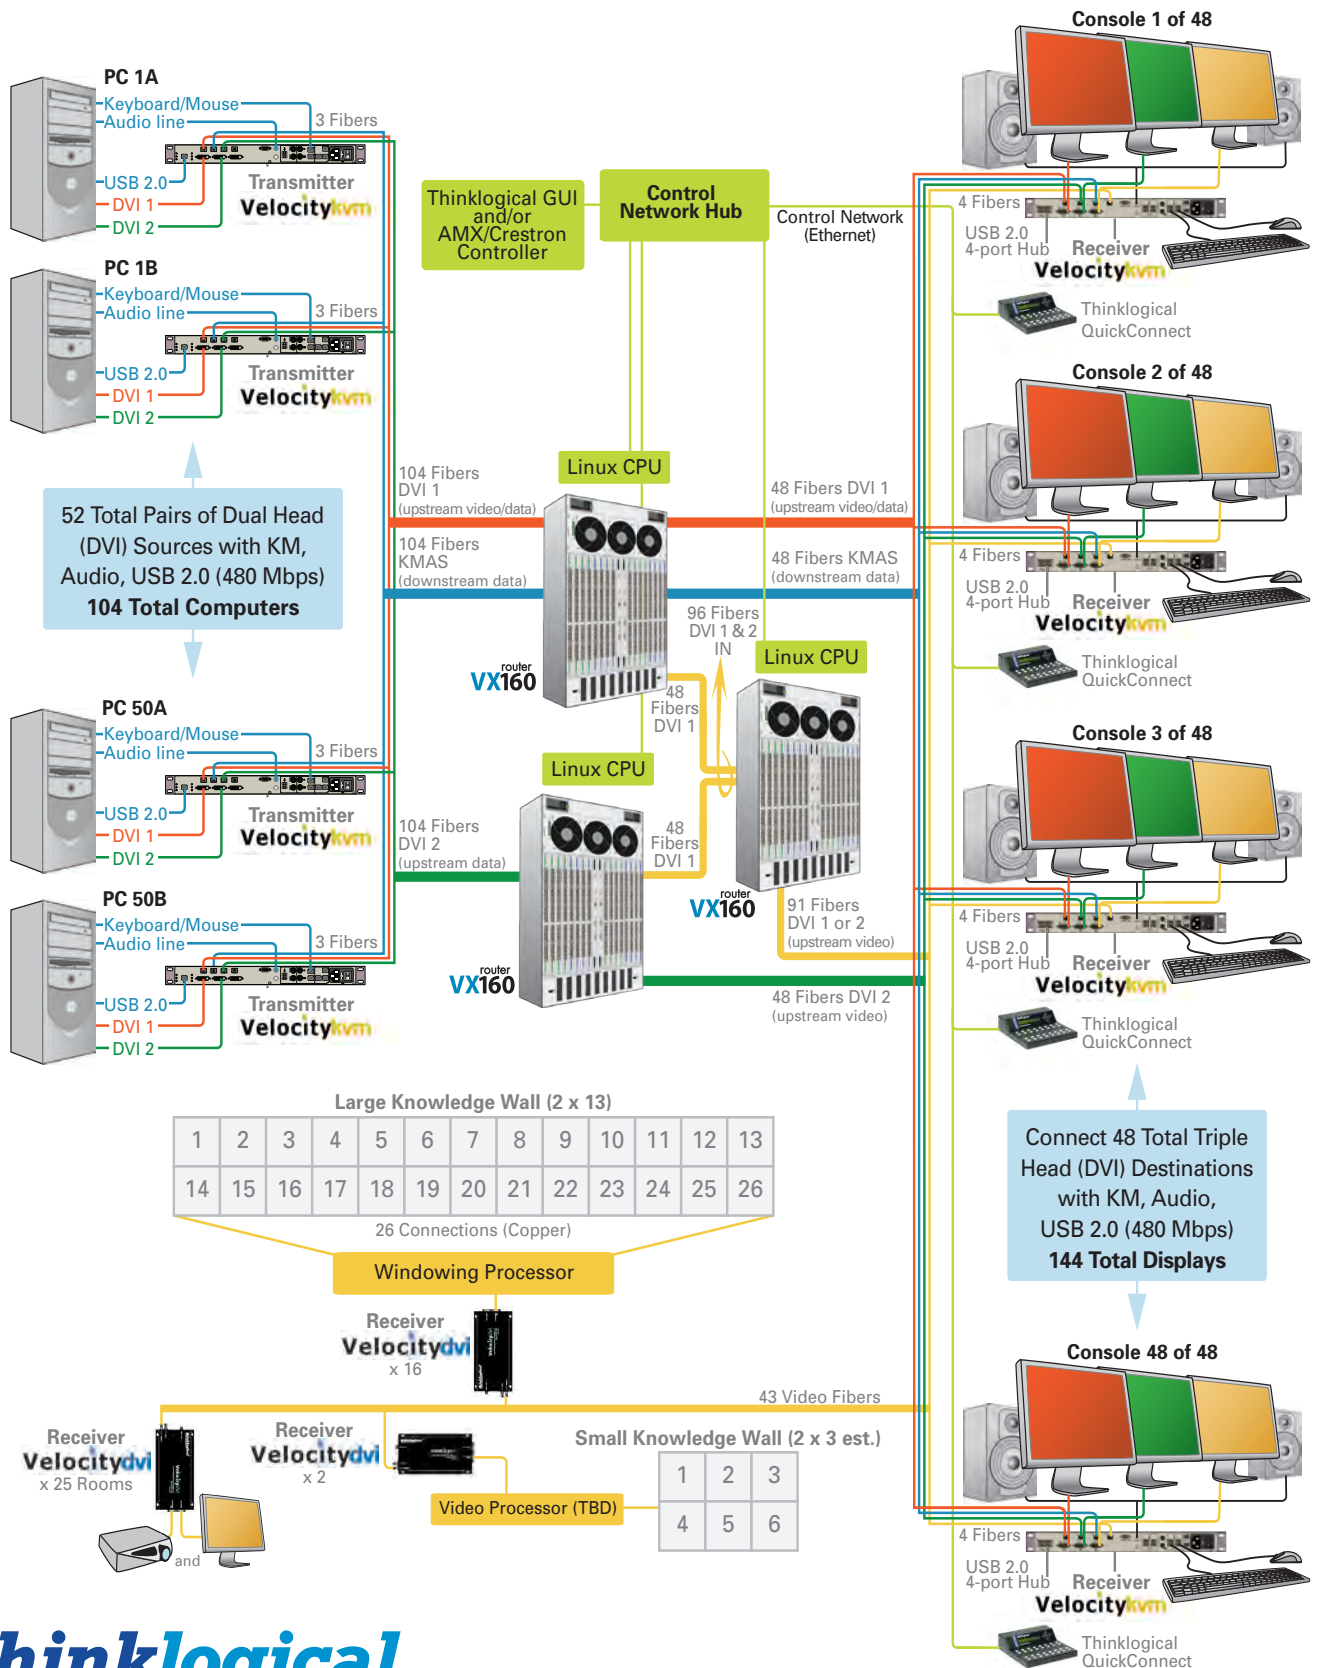 PC 1A
Keyboard/Mouse
Audio line
3 Fibers
USB 2.0
DVI 1
DVI 2
Transmitter
Velocitykvm
PC 1B
Keyboard/Mouse
Audio line
3 Fibers
USB 2.0
DVI 1
DVI 2
Transmitter
Velocitykvm
52 Total Pairs of Dual Head
(DVI) Sources with KM,
Audio, USB 2.0 (480 Mbps)
104 Total Computers
PC 50A
Keyboard/Mouse
Audio line
3 Fibers
USB 2.0
DVI 1
DVI 2
Transmitter
Velocitykvm
PC 50B
Keyboard/Mouse
Audio line
3 Fibers
USB 2.0
DVI 1
DVI 2
Transmitter
Velocitykvm
Thinklogical GUI
and/or
AMX/Crestron
Controller
Control
Network Hub
Control Network
(Ethernet)
Linux CPU
104 Fibers
DVI 1
(upstream video/data)
104 Fibers
KMAS
(downstream data)
48 Fibers DVI 1
(upstream video/data)
48 Fibers KMAS
(downstream data)
96 Fibers
DVI 1 & 2
IN
Linux CPU
router
VX160
48
Fibers
DVI 1
Linux CPU
48
Fibers
DVI 1
104 Fibers
DVI 2
(upstream data)
router
VX160
91 Fibers
DVI 1 or 2
(upstream video)
router
VX160
48 Fibers DVI 2
(upstream video)
Console 1 of 48
4 Fibers
USB 2.0
4-port Hub
Receiver
Velocitykvm
Thinklogical
QuickConnect
Console 2 of 48
4 Fibers
USB 2.0
4-port Hub
Receiver
Velocitykvm
Thinklogical
QuickConnect
Console 3 of 48
4 Fibers
USB 2.0
4-port Hub
Receiver
Velocitykvm
Thinklogical
QuickConnect
Connect 48 Total Triple
Head (DVI) Destinations
with KM, Audio,
USB 2.0 (480 Mbps)
144 Total Displays
Console 48 of 48
4 Fibers
USB 2.0
4-port Hub
Receiver
Velocitykvm
Thinklogical
QuickConnect
Large Knowledge Wall (2 x 13)
1 2 3 4 5 6 7 8 9 10 11 12 13
14 15 16 17 18 19 20 21 22 23 24 25 26
26 Connections (Copper)
Windowing Processor
Receiver
Velocitydvi
x 16
43 Video Fibers
Receiver
Velocitydvi
x 25 Rooms
and
Receiver
Velocitydvi
x 2
Video Processor (TBD)
Small Knowledge Wall (2 x 3 est.)
1 2 3
4 5 6
hinklogical